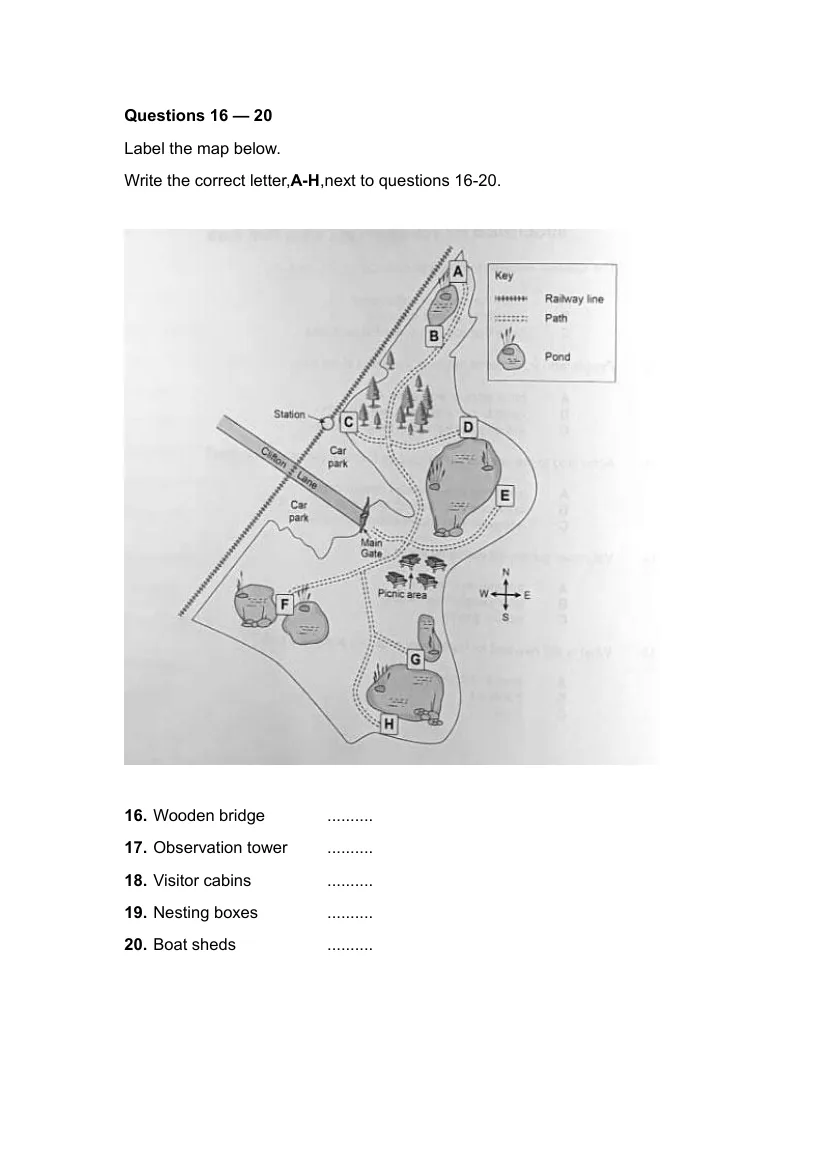 Questions 16 — 20
Label the map below.
Write the correct letter,A-H,next to questions 16-20.
A
Key
Railway line
Path
Pond
B
Station
C
D
Car
park
Clifton Lane
E
Car
park
Main
Gate
N
W E
S
Picnic area
F
G
H
16. Wooden bridge ..........
17. Observation tower ..........
18. Visitor cabins ..........
19. Nesting boxes ..........
20. Boat sheds ..........